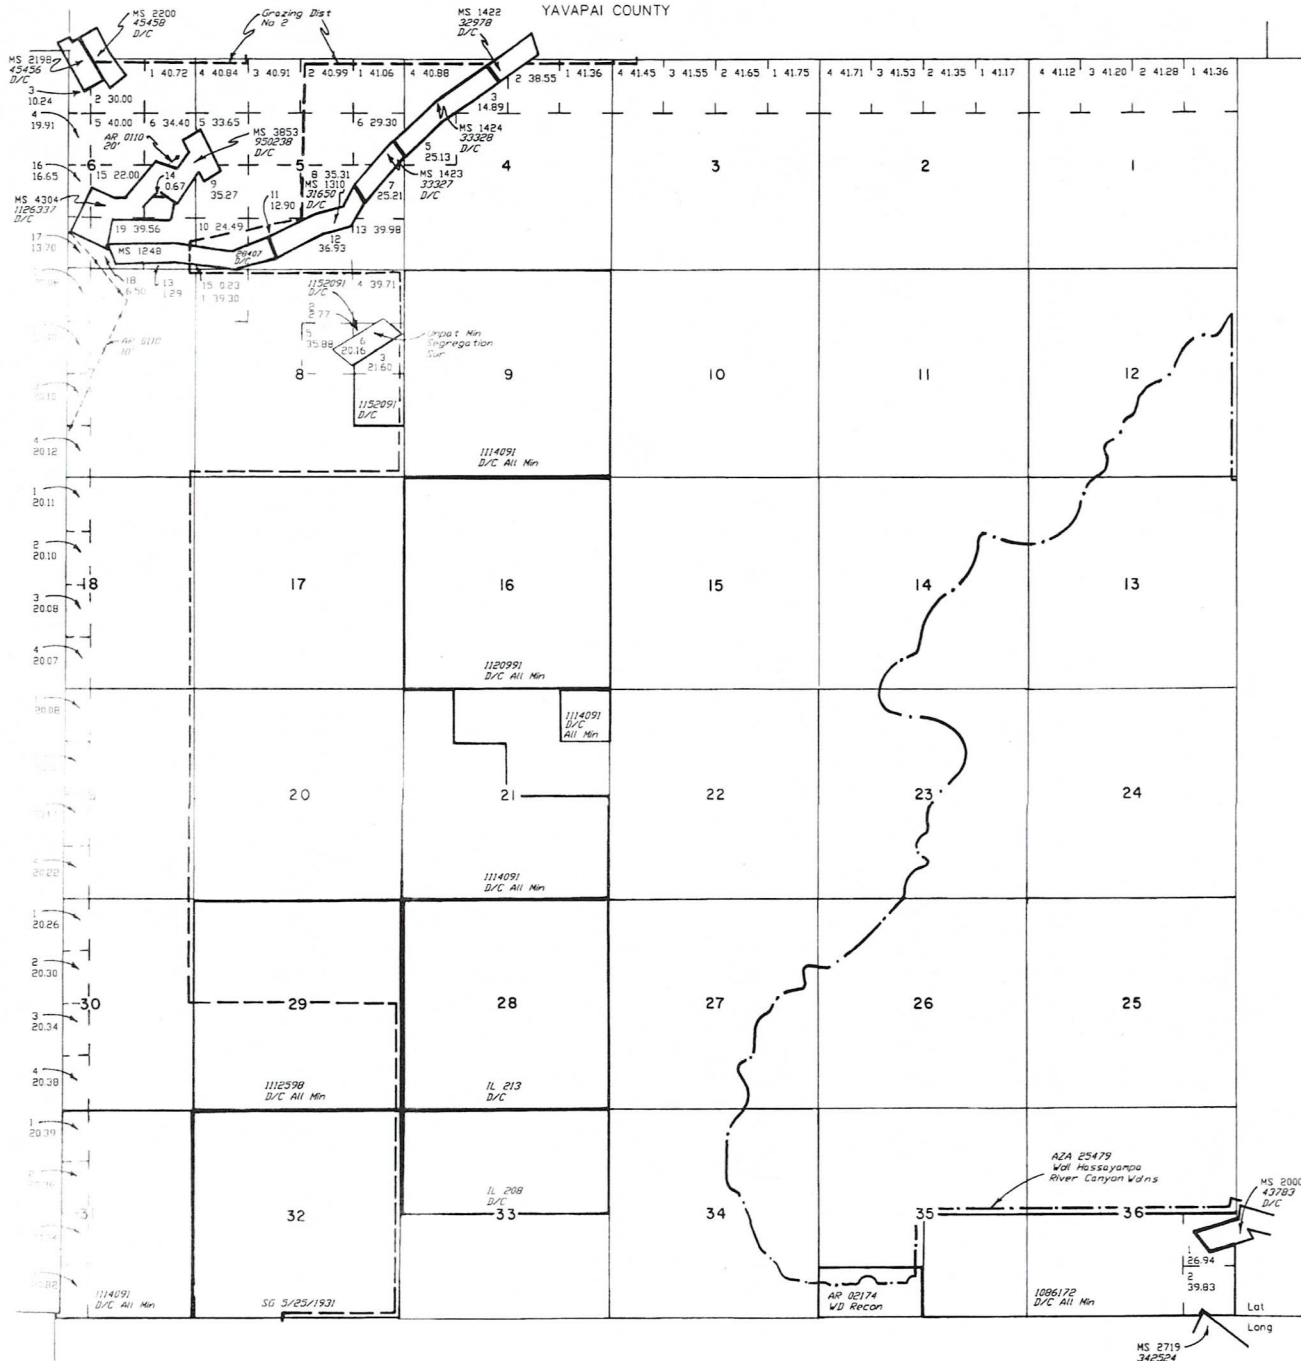 YAVAPAI COUNTY
MS 2200
45458
D/C
Grazing Dist
No 2
MS 1422
32978
D/C
MS 2198
45456
D/C
1 40.72
4 40.84
3 40.91
2 40.99
1 41.06
4 40.88
2 38.55
1 41.36
4 41.45
3 41.55
2 41.65
1 41.75
4 41.71
3 41.53
2 41.35
1 41.17
4 41.12
3 41.20
2 41.28
1 41.36
3
10.24
2 30.00
3
14.89
4
19.91
5 40.00
6 34.40
5 33.65
6 29.30
AR 0110
20'
MS 3853
950238
D/C
MS 1424
33328
D/C
5
25.13
6
5
4
3
2
1
16
16.65
15 22.00
14
0.67
9
35.27
8 35.31
MS 1310
31650
D/C
MS 1423
33327
D/C
7
25.21
MS 4304
1126337
D/C
11
12.90
19 39.56
10 24.49
13 39.98
12
36.93
17
13.70
MS 1248
28407
D/C
18
6.50
13
1.29
15 0.23
1 39.30
1152091
D/C
4 39.71
2
2.77
5
35.88
6
20.16
3
21.60
Unpat Min
Segregation
Sur
AR 0110
10'
8
9
10
11
12
1152091
D/C
4
20.12
1114091
D/C All Min
1
20.11
2
20.10
18
17
16
15
14
13
3
20.08
4
20.07
1120991
D/C All Min
1
20.08
1114091
D/C
All Min
20
21
22
23
24
4
20.22
1114091
D/C All Min
1
20.26
2
20.30
30
29
28
27
26
25
3
20.34
4
20.38
1112598
D/C All Min
IL 213
D/C
1
20.39
AZA 25479
Wdl Hassayampa
River Canyon Wdns
MS 2000
43783
D/C
IL 208
D/C
32
33
34
35
36
1
26.94
2
39.83
1114091
D/C All Min
SG 5/25/1931
AR 02174
WD Recon
1086172
D/C All Min
Lat
Long
MS 2719
342524